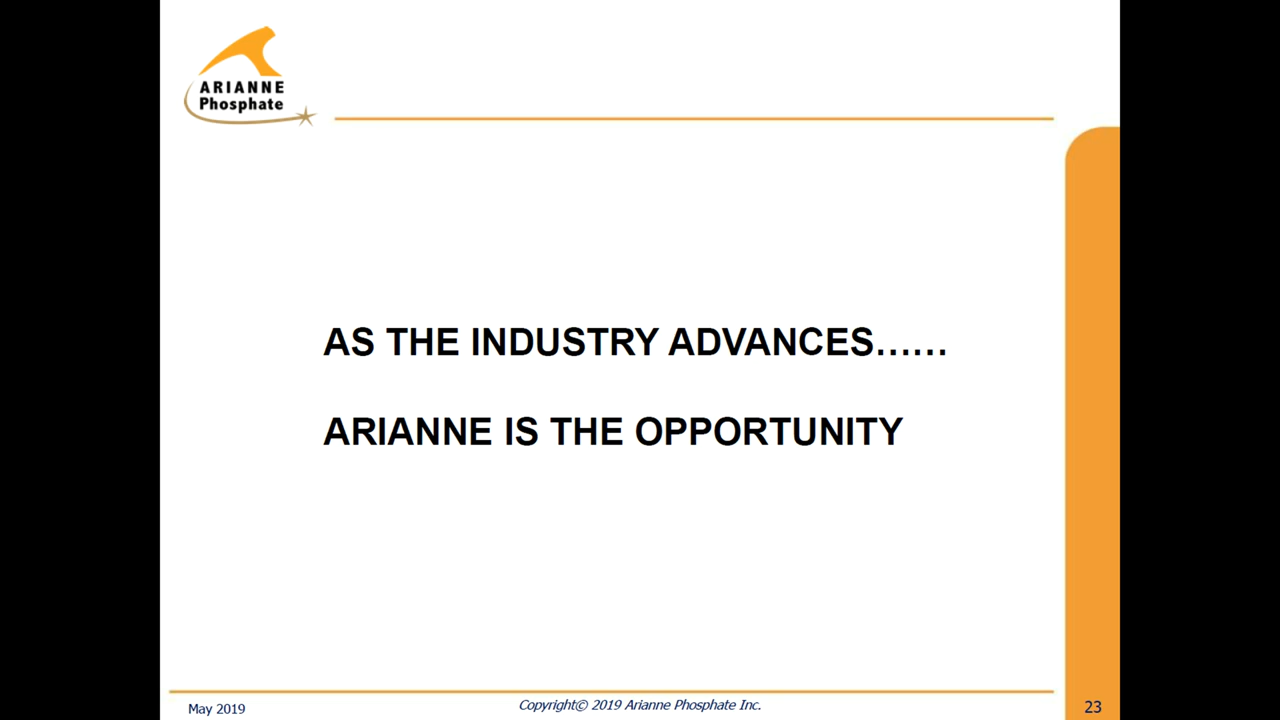 ARIANNE
Phosphate
AS THE INDUSTRY ADVANCES……
ARIANNE IS THE OPPORTUNITY
May 2019
Copyright© 2019 Arianne Phosphate Inc.
23